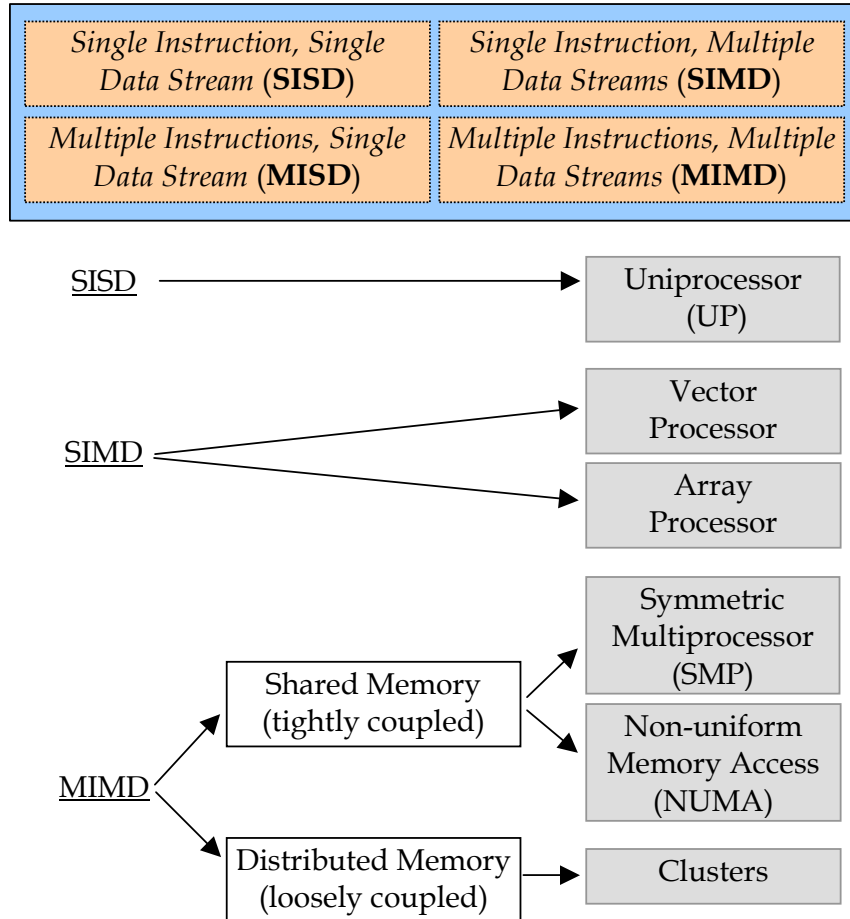 Single Instruction, Single
Data Stream (SISD)
Single Instruction, Multiple
Data Streams (SIMD)
Multiple Instructions, Single
Data Stream (MISD)
Multiple Instructions, Multiple
Data Streams (MIMD)
SISD
Uniprocessor
(UP)
SIMD
Vector
Processor
Array
Processor
MIMD
Shared Memory
(tightly coupled)
Symmetric
Multiprocessor
(SMP)
Non-uniform
Memory Access
(NUMA)
Distributed Memory
(loosely coupled)
Clusters